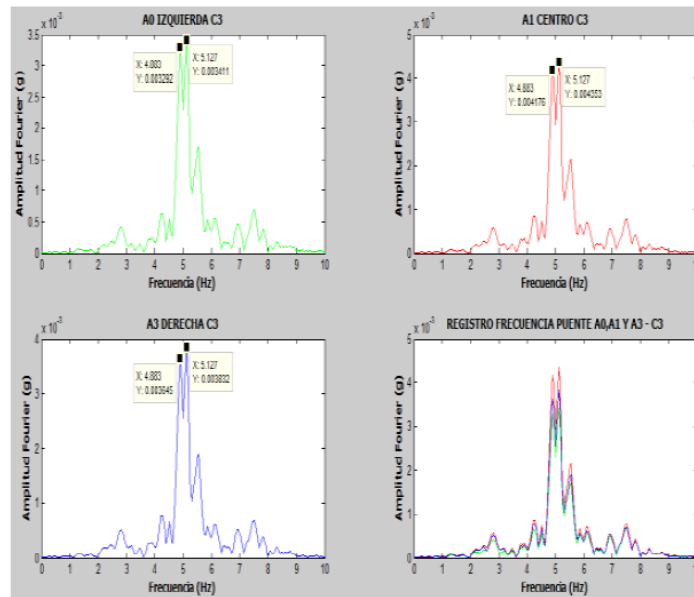 A0 IZQUIERDA C3
x 10^-3
3.5
3
2.5
2
1.5
1
0.5
0
Amplitud Fourier (g)
X: 4.883
Y: 0.003292
X: 5.127
Y: 0.003411
0 1 2 3 4 5 6 7 8 9 10
Frecuencia (Hz)
A1 CENTRO C3
x 10^-3
5
4
3
2
1
0
Amplitud Fourier (g)
X: 4.883
Y: 0.004176
X: 5.127
Y: 0.004353
0 1 2 3 4 5 6 7 8 9
Frecuencia (Hz)
A3 DERECHA C3
x 10^-3
4
3
2
1
0
Amplitud Fourier (g)
X: 4.883
Y: 0.003645
X: 5.127
Y: 0.003832
0 1 2 3 4 5 6 7 8 9 10
Frecuencia (Hz)
REGISTRO FRECUENCIA PUENTE A0,A1 Y A3 - C3
x 10^-3
5
4
3
2
1
0
Amplitud Fourier (g)
0 1 2 3 4 5 6 7 8 9
Frecuencia (Hz)